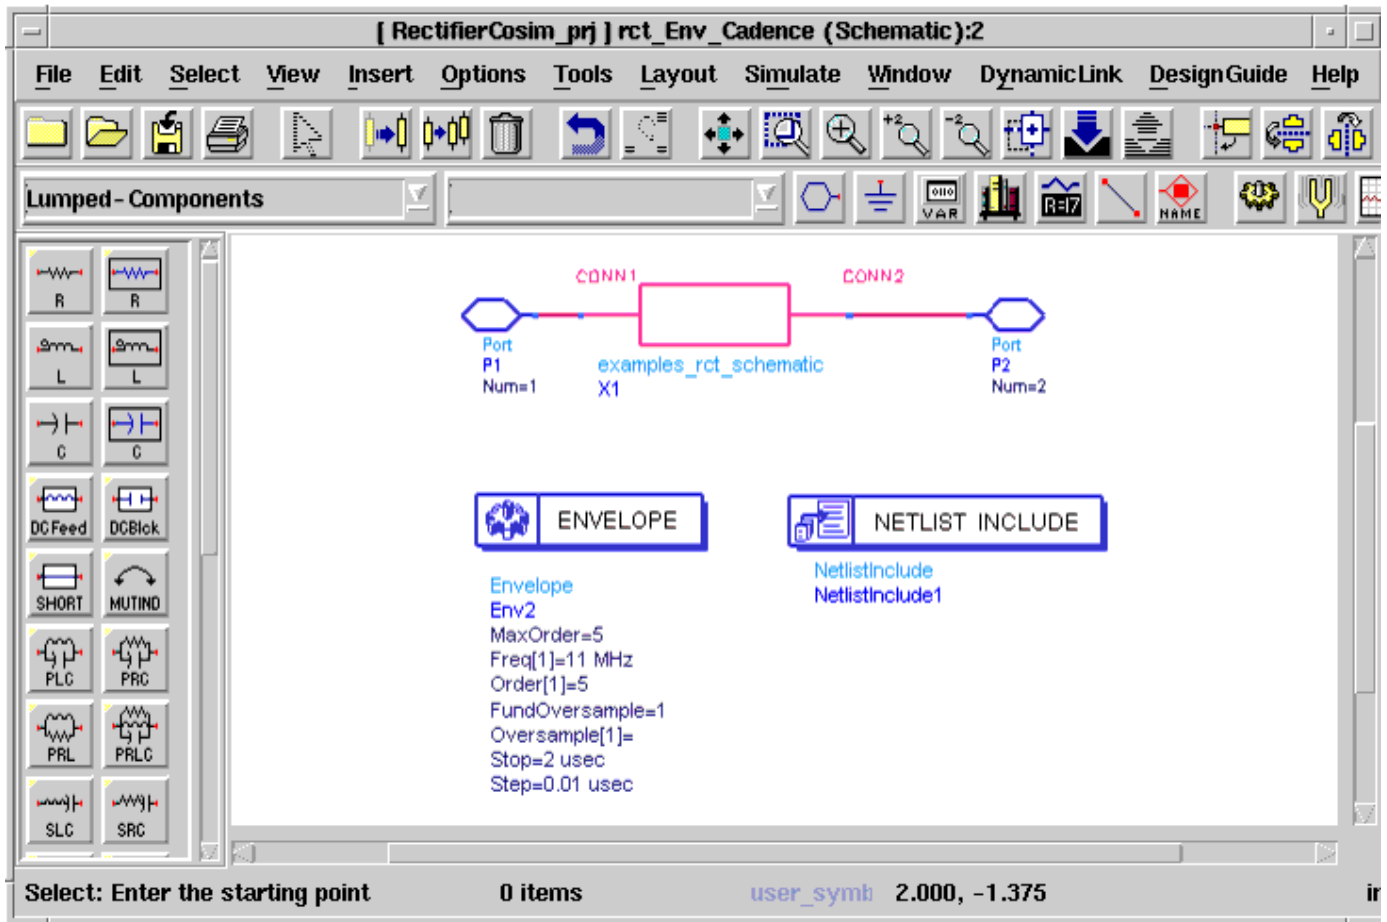 [ RectifierCosim_prj ] rct_Env_Cadence (Schematic):2
File Edit Select View Insert Options Tools Layout Simulate Window DynamicLink DesignGuide Help
+2 -2
Lumped-Components
VAR R=17 NAME
R R
L L
C C
DCFeed DCBlck
SHORT MUTIND
PLC PRC
PRL PRLC
SLC SRC
CONN1 CONN2
Port
P1
Num=1
examples_rct_schematic
X1
Port
P2
Num=2
ENVELOPE
Envelope
Env2
MaxOrder=5
Freq[1]=11 MHz
Order[1]=5
FundOversample=1
Oversample[1]=
Stop=2 usec
Step=0.01 usec
NETLIST INCLUDE
NetlistInclude
NetlistInclude1
Select: Enter the starting point 0 items user_symb 2.000, -1.375